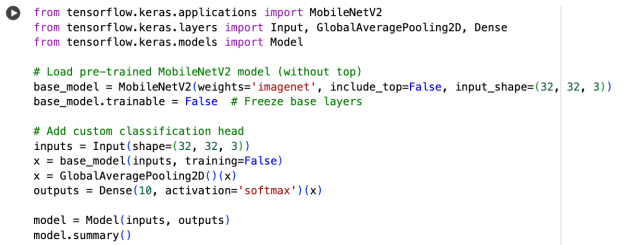 from tensorflow.keras.applications import MobileNetV2
from tensorflow.keras.layers import Input, GlobalAveragePooling2D, Dense
from tensorflow.keras.models import Model

# Load pre-trained MobileNetV2 model (without top)
base_model = MobileNetV2(weights='imagenet', include_top=False, input_shape=(32, 32, 3))
base_model.trainable = False  # Freeze base layers

# Add custom classification head
inputs = Input(shape=(32, 32, 3))
x = base_model(inputs, training=False)
x = GlobalAveragePooling2D()(x)
outputs = Dense(10, activation='softmax')(x)

model = Model(inputs, outputs)
model.summary()